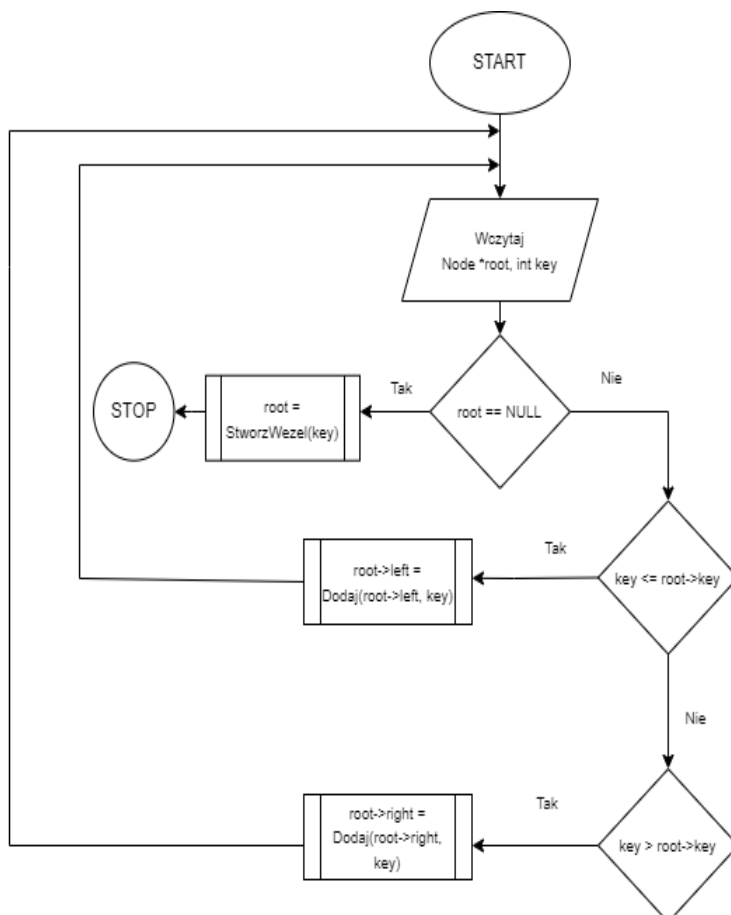 START
Wczytaj
Node *root, int key
root == NULL
Tak
Nie
root =
StworzWezel(key)
STOP
key <= root->key
Tak
root->left =
Dodaj(root->left, key)
Nie
key > root->key
Tak
root->right =
Dodaj(root->right,
key)